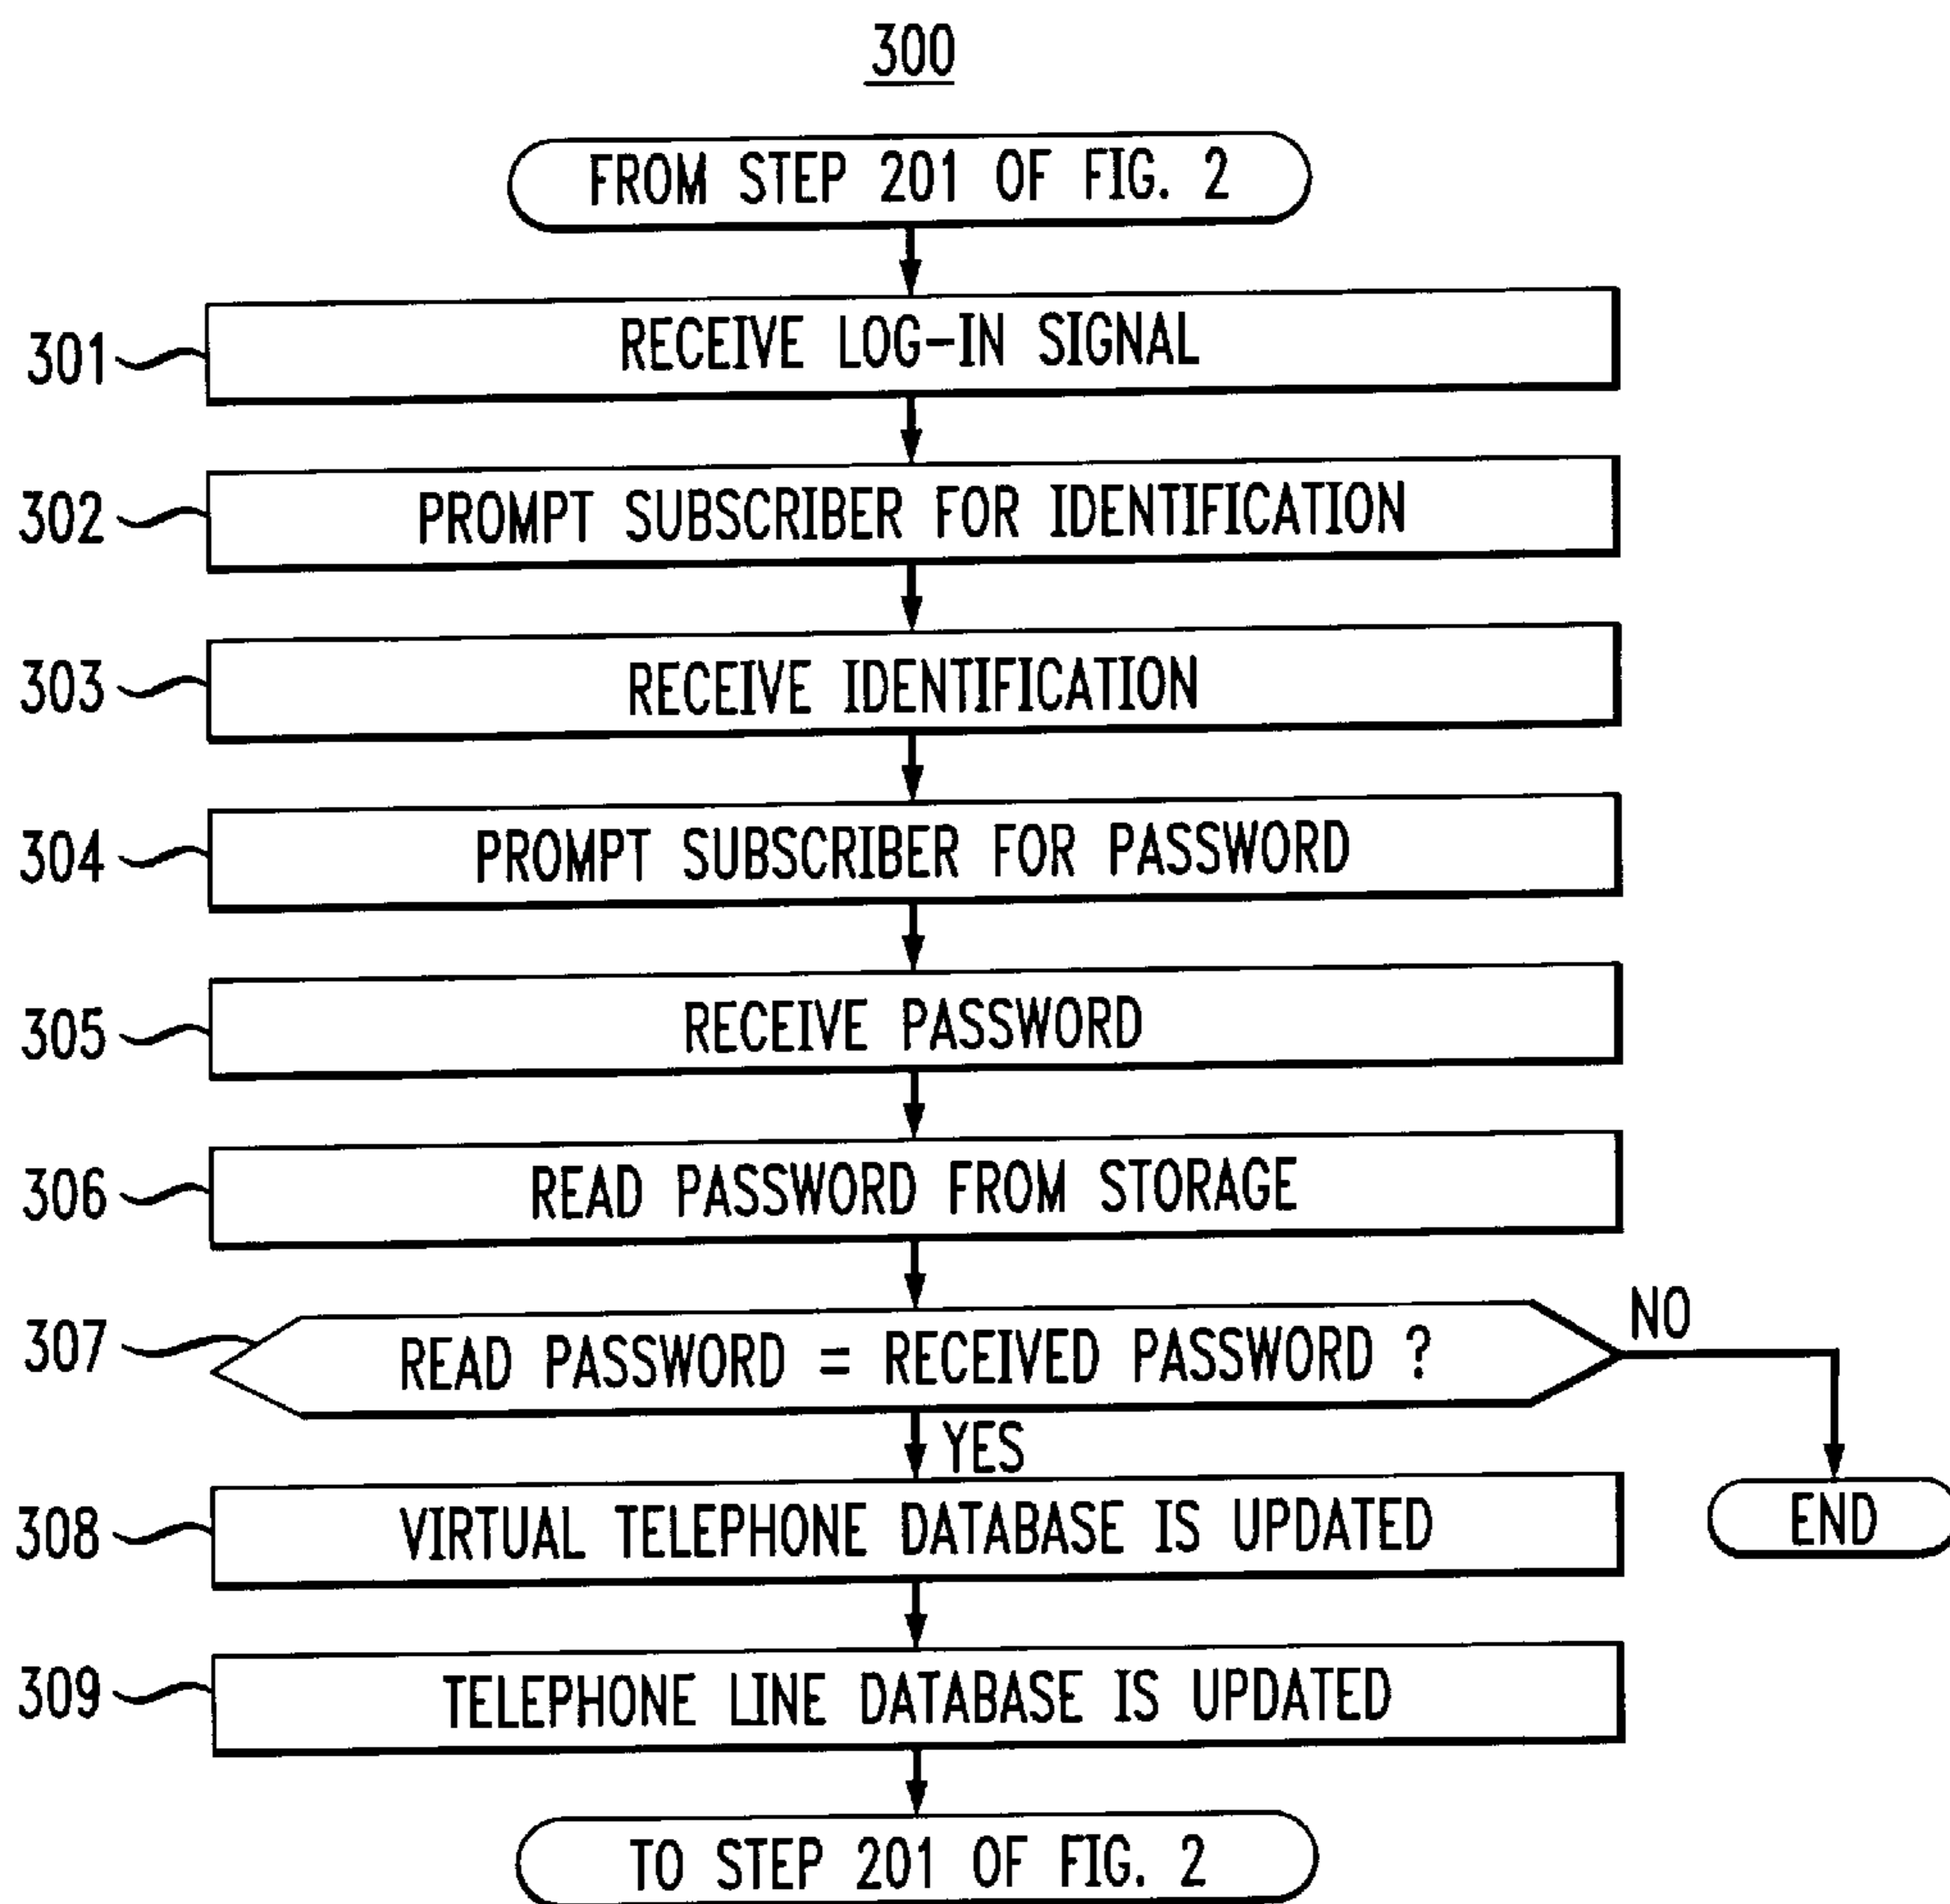 300
FROM STEP 201 OF FIG. 2
301 RECEIVE LOG-IN SIGNAL
302 PROMPT SUBSCRIBER FOR IDENTIFICATION
303 RECEIVE IDENTIFICATION
304 PROMPT SUBSCRIBER FOR PASSWORD
305 RECEIVE PASSWORD
306 READ PASSWORD FROM STORAGE
307 READ PASSWORD = RECEIVED PASSWORD ?
NO
YES
308 VIRTUAL TELEPHONE DATABASE IS UPDATED
END
309 TELEPHONE LINE DATABASE IS UPDATED
TO STEP 201 OF FIG. 2